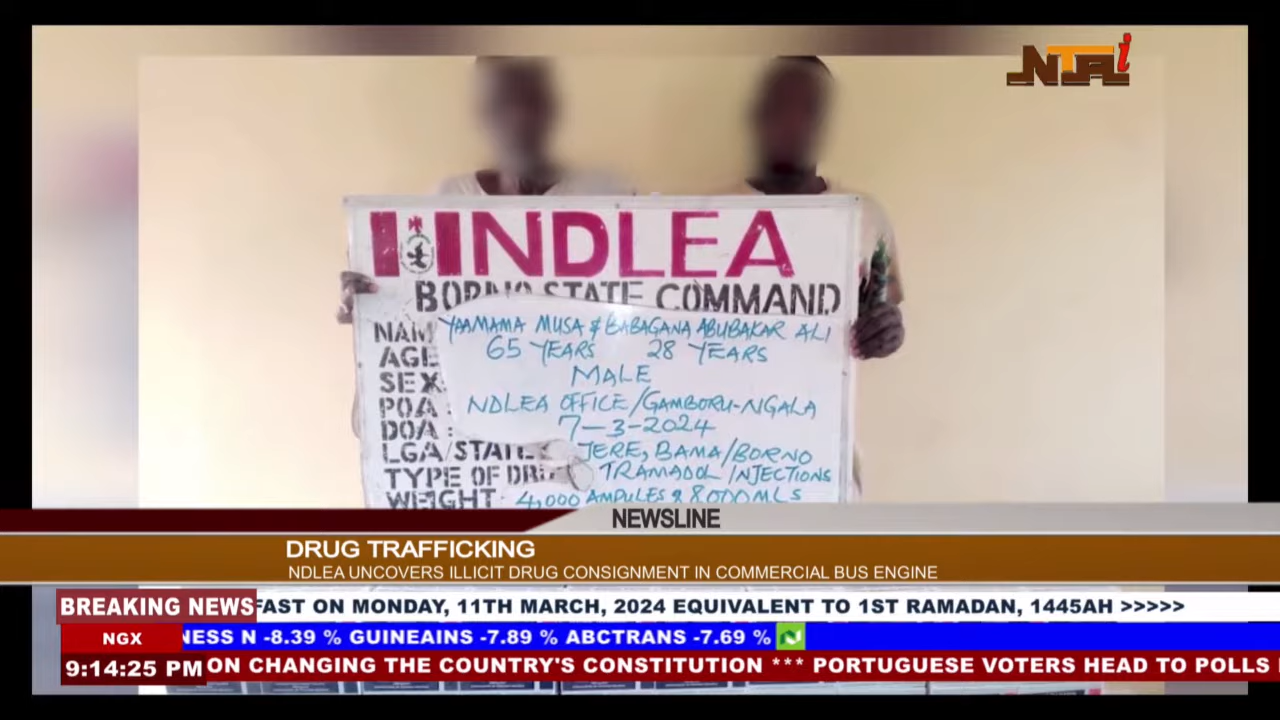 NTAi
NDLEA
BORNO STATE COMMAND
NAM YAAMAMA MUSA & BABAGANA ABUBAKAR ALI
AGE 65 YEARS 28 YEARS
SEX MALE
POA: NDLEA OFFICE/GAMBORU-NGALA
DOA: 7-3-2024
LGA/STATE JERE, BAMA/BORNO
TYPE OF DRU TRAMADOL INJECTIONS
WEIGHT 4,000 AMPULES & 8000MLS
NEWSLINE
DRUG TRAFFICKING
NDLEA UNCOVERS ILLICIT DRUG CONSIGNMENT IN COMMERCIAL BUS ENGINE
BREAKING NEWS FAST ON MONDAY, 11TH MARCH, 2024 EQUIVALENT TO 1ST RAMADAN, 1445AH >>>>>
NGX NESS N -8.39 % GUINEAINS -7.89 % ABCTRANS -7.69 %
9:14:25 PM ON CHANGING THE COUNTRY'S CONSTITUTION *** PORTUGUESE VOTERS HEAD TO POLLS